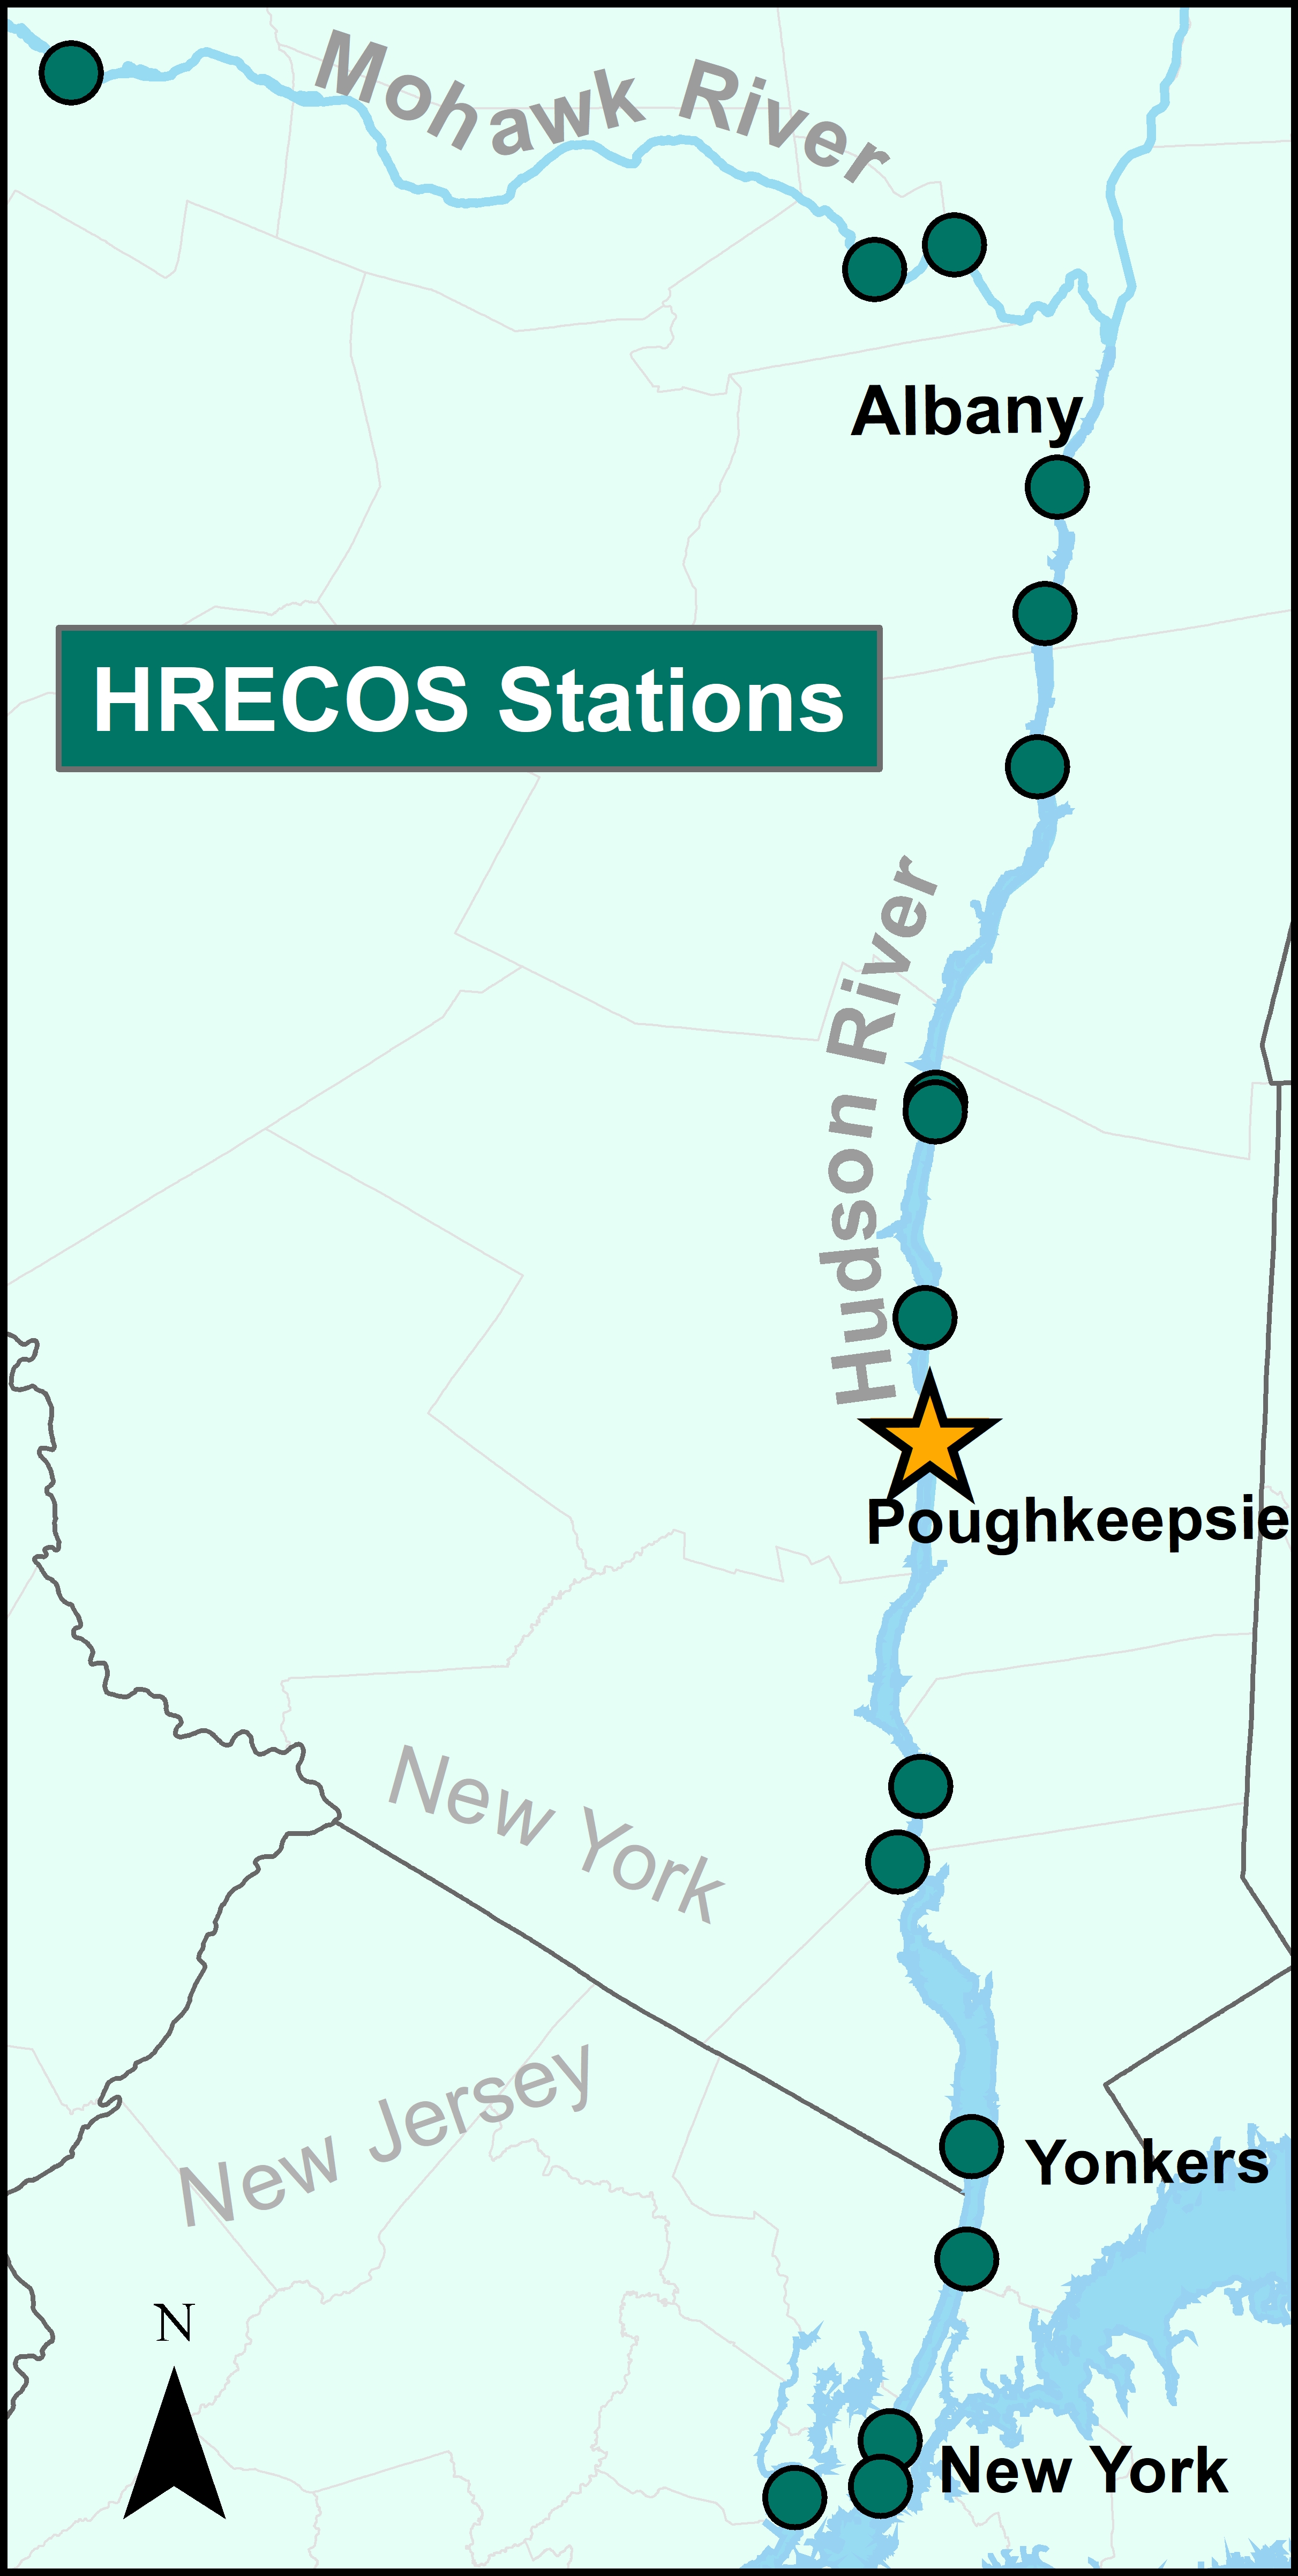 Mohawk River
Albany
HRECOS Stations
Hudson River
Poughkeepsie
New York
New Jersey
Yonkers
N
New York